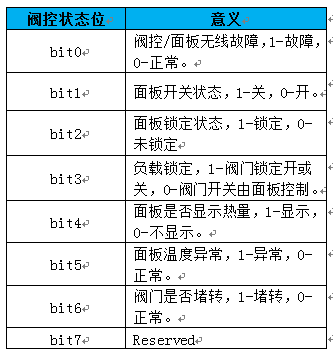 阀控状态位 意义
bit0 阀控/面板无线故障，1-故障，
0-正常。
bit1 面板开关状态，1-关，0-开。
bit2 面板锁定状态，1-锁定，0-
未锁定
bit3 负载锁定，1-阀门锁定开或
关，0-阀门开关由面板控制。
bit4 面板是否显示热量，1-显示，
0-不显示。
bit5 面板温度异常，1-异常，0-
正常。
bit6 阀门是否堵转，1-堵转，0-
正常。
bit7 Reserved